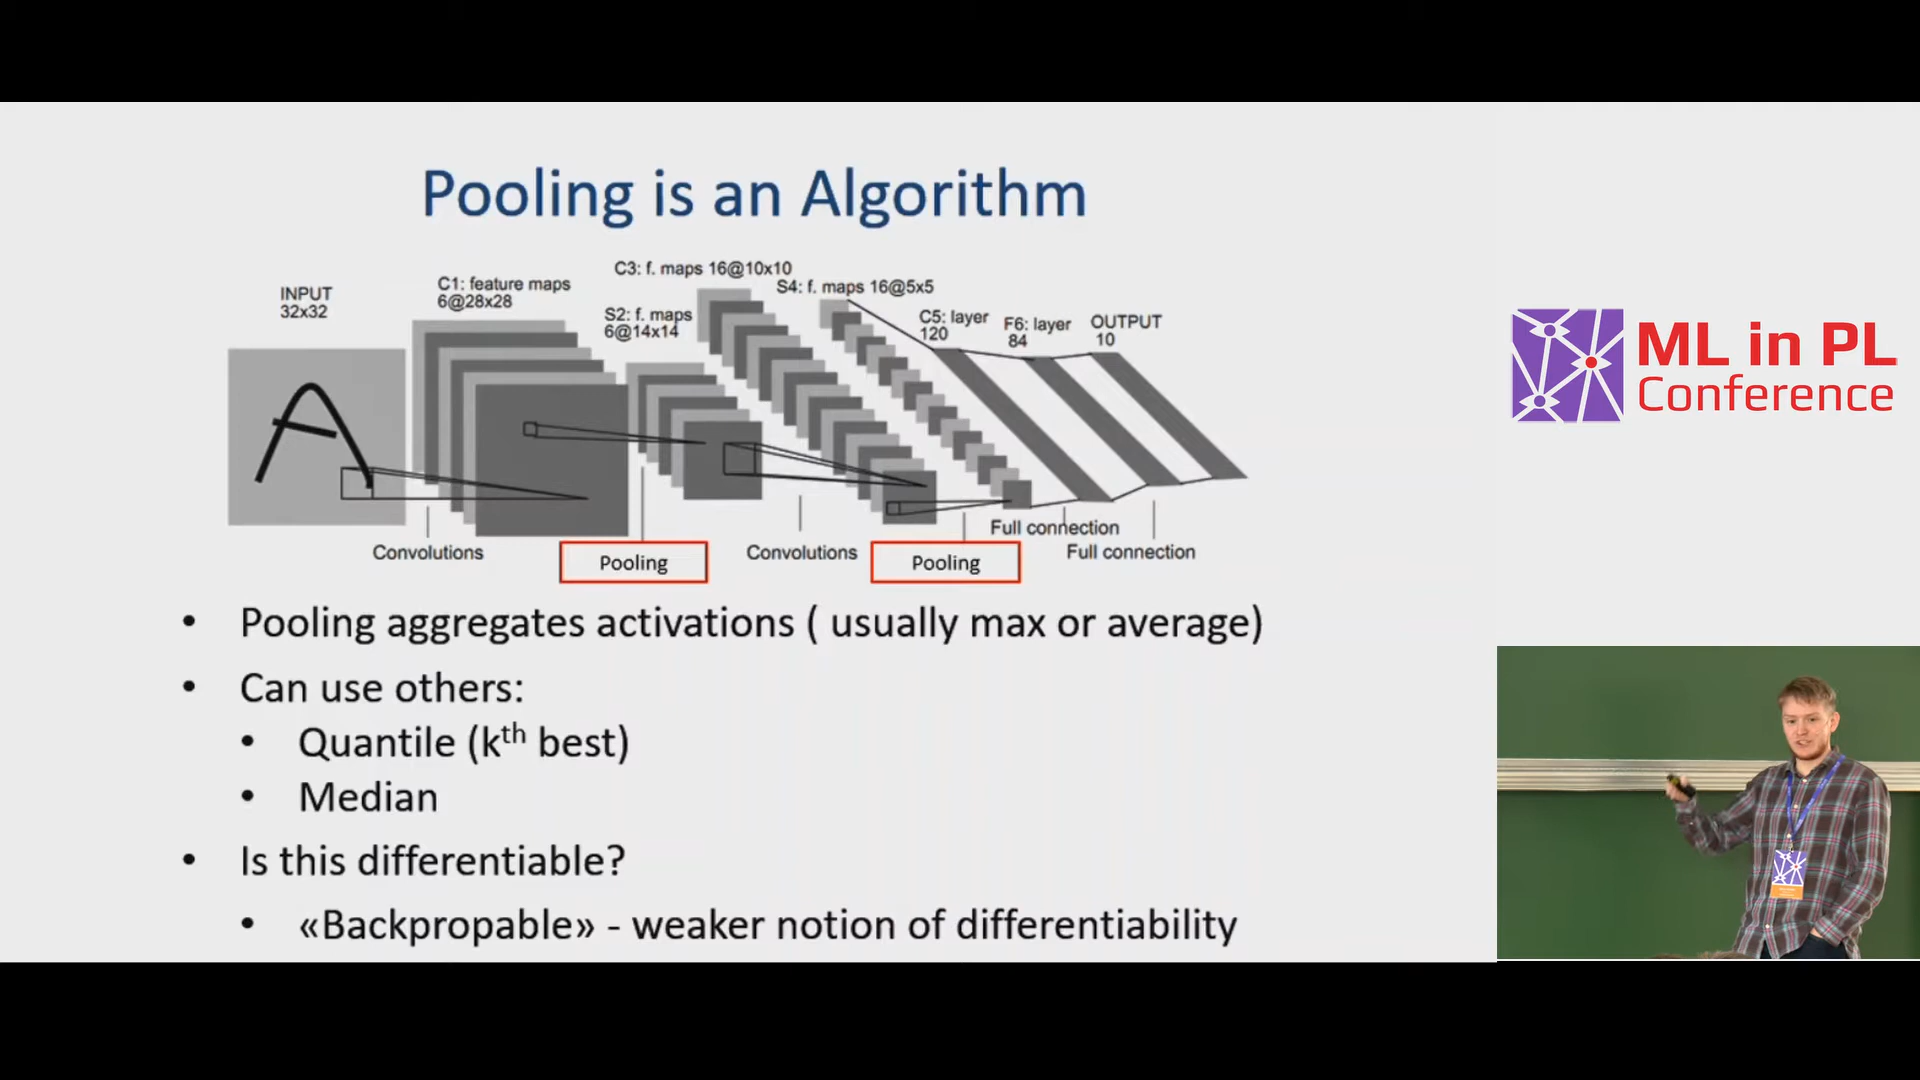 Pooling is an Algorithm
INPUT
32x32
C1: feature maps
6@28x28
S2: f. maps
6@14x14
C3: f. maps 16@10x10
S4: f. maps 16@5x5
C5: layer
120
F6: layer
84
OUTPUT
10
Convolutions
Pooling
Convolutions
Pooling
Full connection
Full connection
• Pooling aggregates activations ( usually max or average)
• Can use others:
• Quantile (kth best)
• Median
• Is this differentiable?
• «Backpropable» - weaker notion of differentiability
ML in PL
Conference